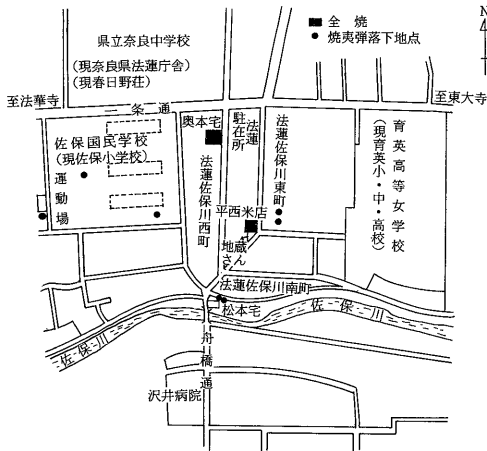 N
全焼
焼夷弾落下地点
県立奈良中学校
(現奈良県法蓮庁舎)
(現春日野荘)
至法華寺
一条通
至東大寺
奥本宅
法蓮
駐在所
佐保国民学校
(現佐保小学校)
運動場
法蓮佐保川西町
法蓮佐保川東町
育英高等女学校
(現育英小・中・高校)
平西米店
地蔵
さん
法蓮佐保川南町
松本宅
佐保川
佐保川
舟橋通
沢井病院